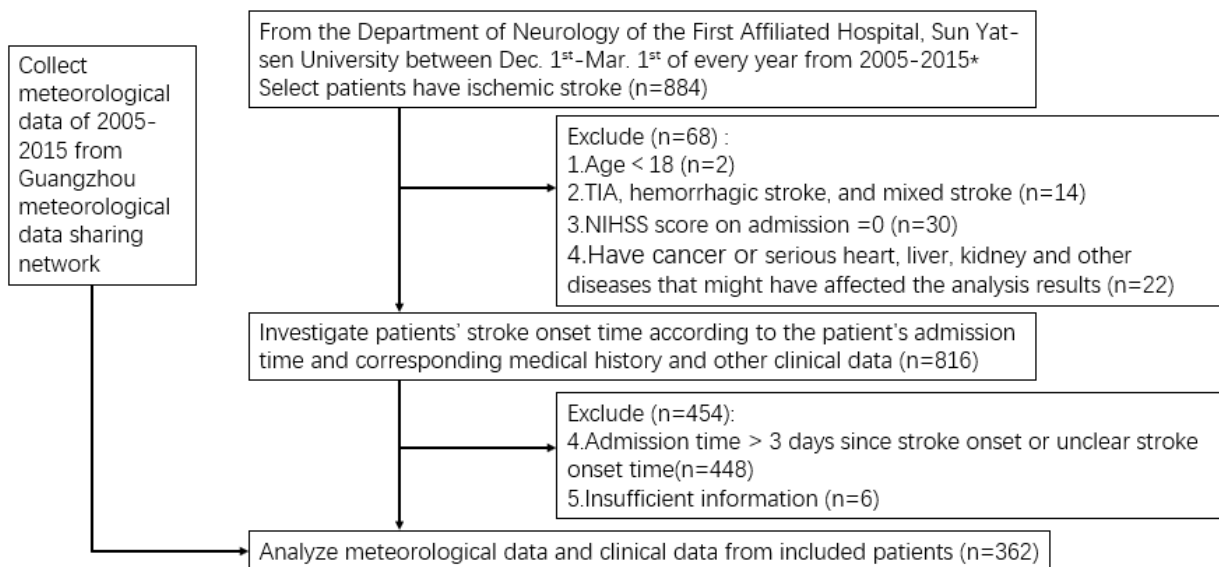 From the Department of Neurology of the First Affiliated Hospital, Sun Yat-
sen University between Dec. 1st-Mar. 1st of every year from 2005-2015*
Select patients have ischemic stroke (n=884)
Collect
meteorological
data of 2005-
2015 from
Guangzhou
meteorological
data sharing
network
Exclude (n=68) :
1.Age < 18 (n=2)
2.TIA, hemorrhagic stroke, and mixed stroke (n=14)
3.NIHSS score on admission =0 (n=30)
4.Have cancer or serious heart, liver, kidney and other
diseases that might have affected the analysis results (n=22)
Investigate patients’ stroke onset time according to the patient’s admission
time and corresponding medical history and other clinical data (n=816)
Exclude (n=454):
4.Admission time > 3 days since stroke onset or unclear stroke
onset time(n=448)
5.Insufficient information (n=6)
Analyze meteorological data and clinical data from included patients (n=362)